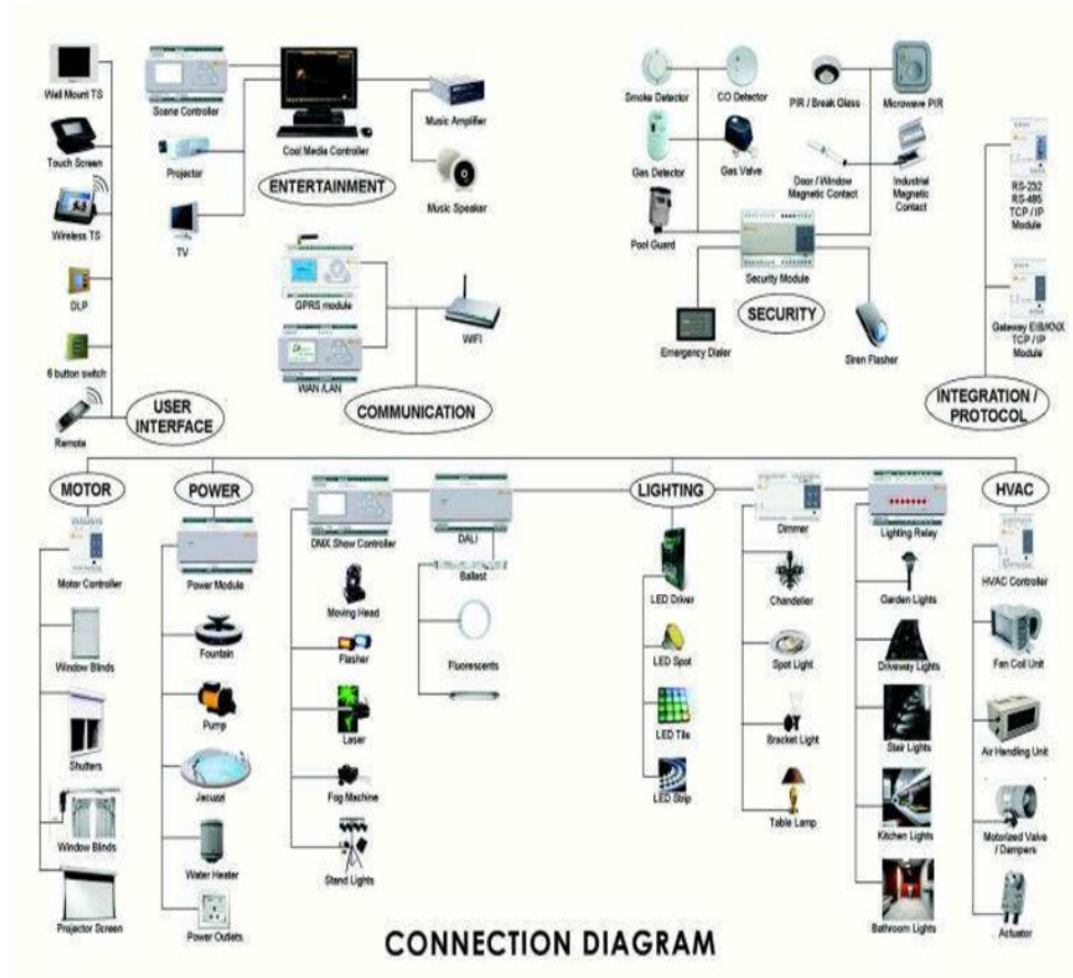 Wall Mount TS
Touch Screen
Wireless TS
DLP
6 button switch
Remote
USER
INTERFACE
Scene Controller
Projector
TV
Cool Media Controller
ENTERTAINMENT
Music Amplifier
Music Speaker
GPRS module
WAN /LAN
WIFI
COMMUNICATION
Smoke Detector
CO Detector
Gas Detector
Gas Valve
Pool Guard
PIR / Break Glass
Microwave PIR
Door / Window
Magnetic Contact
Industrial
Magnetic
Contact
Security Module
SECURITY
Emergency Dialer
Siren Flasher
RS-232
RS-485
TCP / IP
Module
Gateway EIB/KNX
TCP / IP
Module
INTEGRATION /
PROTOCOL
MOTOR
Motor Controller
Window Blinds
Shutters
Window Blinds
Projector Screen
POWER
Power Module
Fountain
Pump
Jacuzzi
Water Heater
Power Outlets
DMX Show Controller
Moving Head
Flasher
Laser
Fog Machine
Stand Lights
DALI
Ballast
Fluorescents
LIGHTING
LED Driver
LED Spot
LED Tile
LED Strip
Dimmer
Chandelier
Spot Light
Bracket Light
Table Lamp
Lighting Relay
Garden Lights
Driveway Lights
Stair Lights
Kitchen Lights
Bathroom Lights
HVAC
HVAC Controller
Fan Coil Unit
Air Handing Unit
Motorized Valve
/ Dampers
Actuator
CONNECTION DIAGRAM